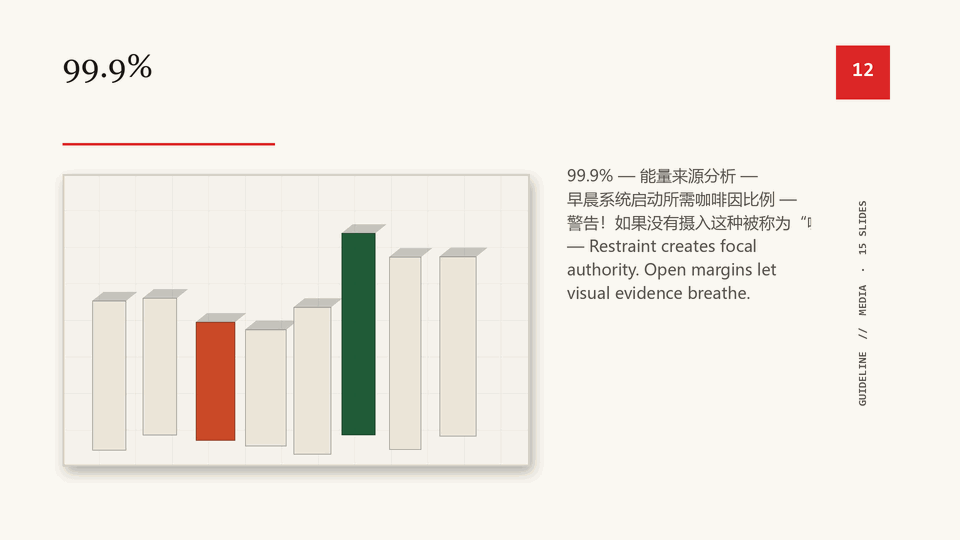 99.9%
12
99.9% — 能量来源分析 —
早晨系统启动所需咖啡因比例 —
警告！如果没有摄入这种被称为“
— Restraint creates focal
authority. Open margins let
visual evidence breathe.
GUIDELINE // MEDIA · 15 SLIDES